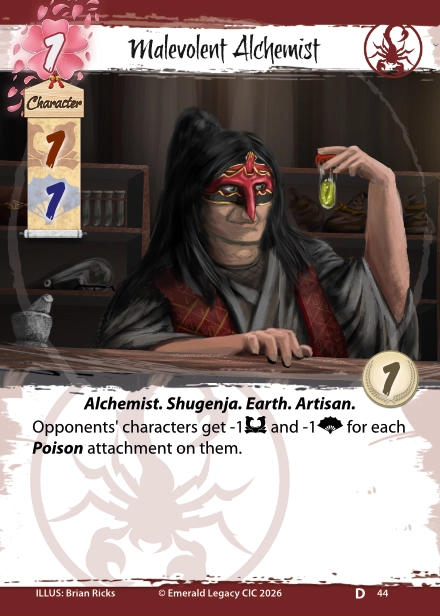 1
Malevolent Alchemist
Character
1
1
1
Alchemist. Shugenja. Earth. Artisan.
Opponents' characters get -1 and -1 for each
Poison attachment on them.
ILLUS: Brian Ricks © Emerald Legacy CIC 2026 D 44